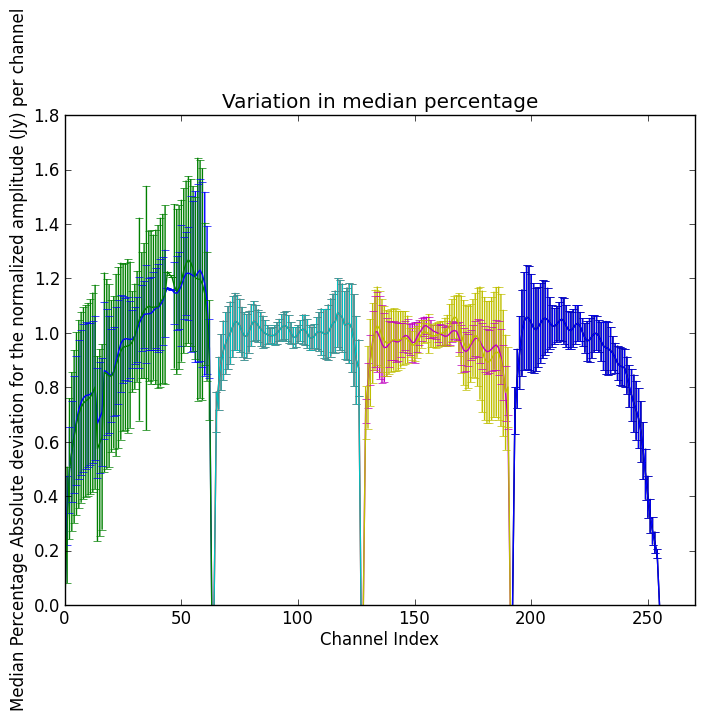 Variation in median percentage
Median Percentage Absolute deviation for the normalized amplitude (Jy) per channel
1.8
1.6
1.4
1.2
1.0
0.8
0.6
0.4
0.2
0.0
0 50 100 150 200 250
Channel Index